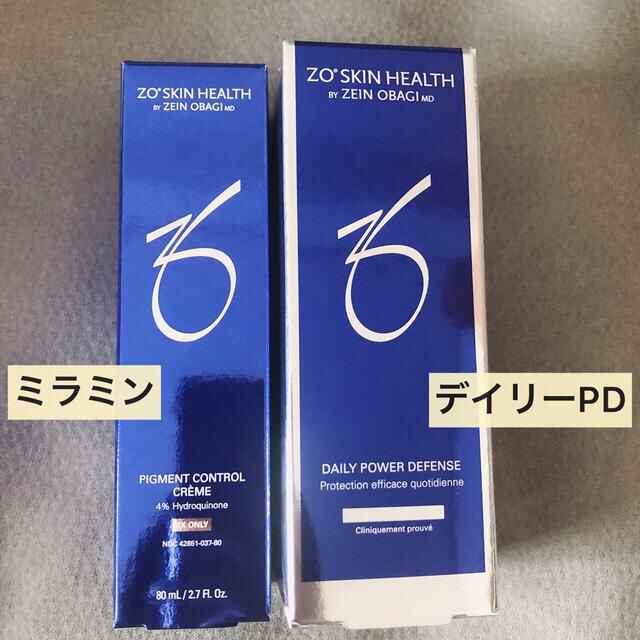 ZO® SKIN HEALTH
BY ZEIN OBAGI MD
ミラミン
PIGMENT CONTROL
CRÈME
4% Hydroquinone
RX ONLY
NDC 42851-037-80
80 mL / 2.7 Fl. Oz.
ZO® SKIN HEALTH
BY ZEIN OBAGI MD
デイリーPD
DAILY POWER DEFENSE
Protection efficace quotidienne
Cliniquement prouvé